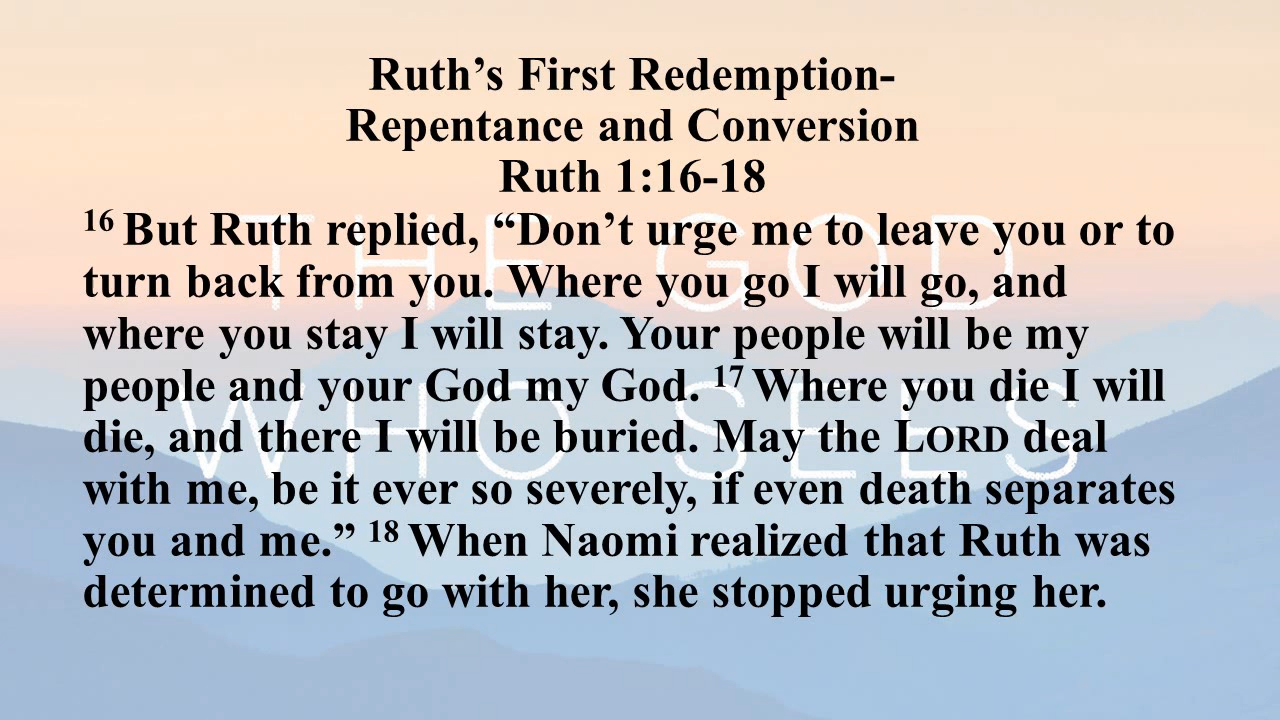 Ruth’s First Redemption-
Repentance and Conversion
Ruth 1:16-18
16 But Ruth replied, “Don’t urge me to leave you or to
turn back from you. Where you go I will go, and
where you stay I will stay. Your people will be my
people and your God my God. 17 Where you die I will
die, and there I will be buried. May the LORD deal
with me, be it ever so severely, if even death separates
you and me.” 18 When Naomi realized that Ruth was
determined to go with her, she stopped urging her.
THE GOD
WHO SEES